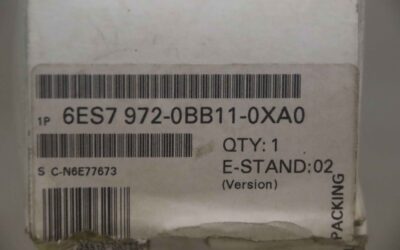 1P 6ES7 972-0BB11-0XA0
QTY: 1
S C-N6E77673
E-STAND:02
(Version)
PACKING